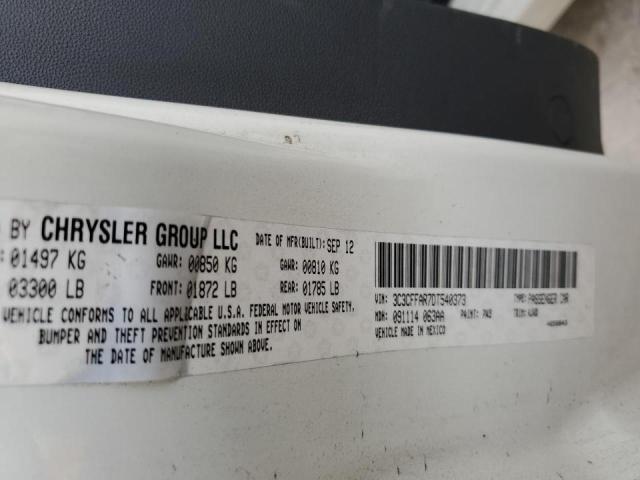 BY CHRYSLER GROUP LLC DATE OF MFR(BUILT): SEP 12
01497 KG GAWR: 00850 KG GAWR: 00810 KG
03300 LB FRONT: 01872 LB REAR: 01785 LB
VEHICLE CONFORMS TO ALL APPLICABLE U.S.A. FEDERAL MOTOR VEHICLE SAFETY,
BUMPER AND THEFT PREVENTION STANDARDS IN EFFECT ON
THE DATE OF MANUFACTURE SHOWN ABOVE.
VIN: 3C3CFFAR7DT540373 TYPE: PASSENGER CAR
MDH: 091114 063AA PAINT: PW3 TRIM:
VEHICLE MADE IN MEXICO